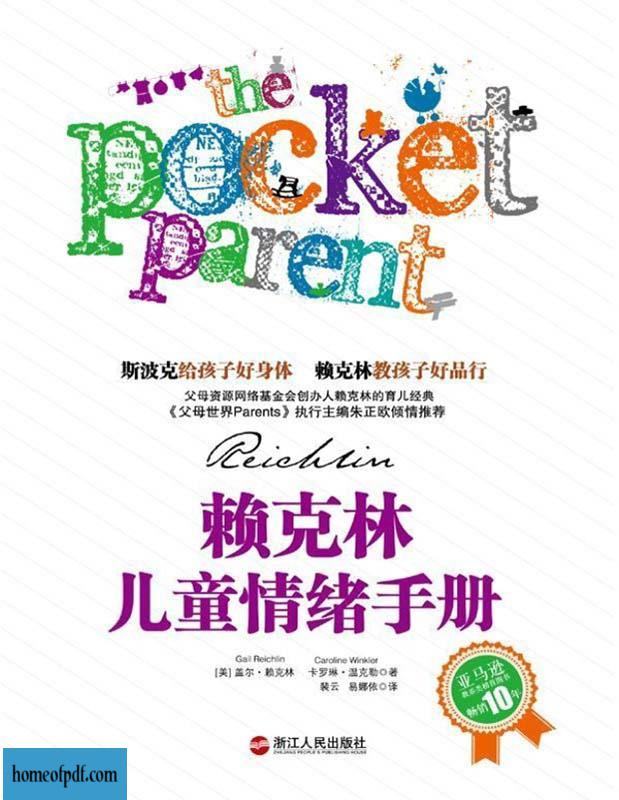 the
pocket
parent
斯波克给孩子好身体 赖克林教孩子好品行
父母资源网络基金会创办人赖克林的育儿经典
《父母世界Parents》执行主编朱正欧倾情推荐
Reichlin
赖克林
儿童情绪手册
Gail Reichlin Caroline Winkler
[美]盖尔·赖克林 卡罗琳·温克勒◎著
裴云 易娜依◎译
亚马逊
畅销10年
浙江人民出版社
ZHEJIANG PEOPLE'S PUBLISHING HOUSE
homeofpdf.com